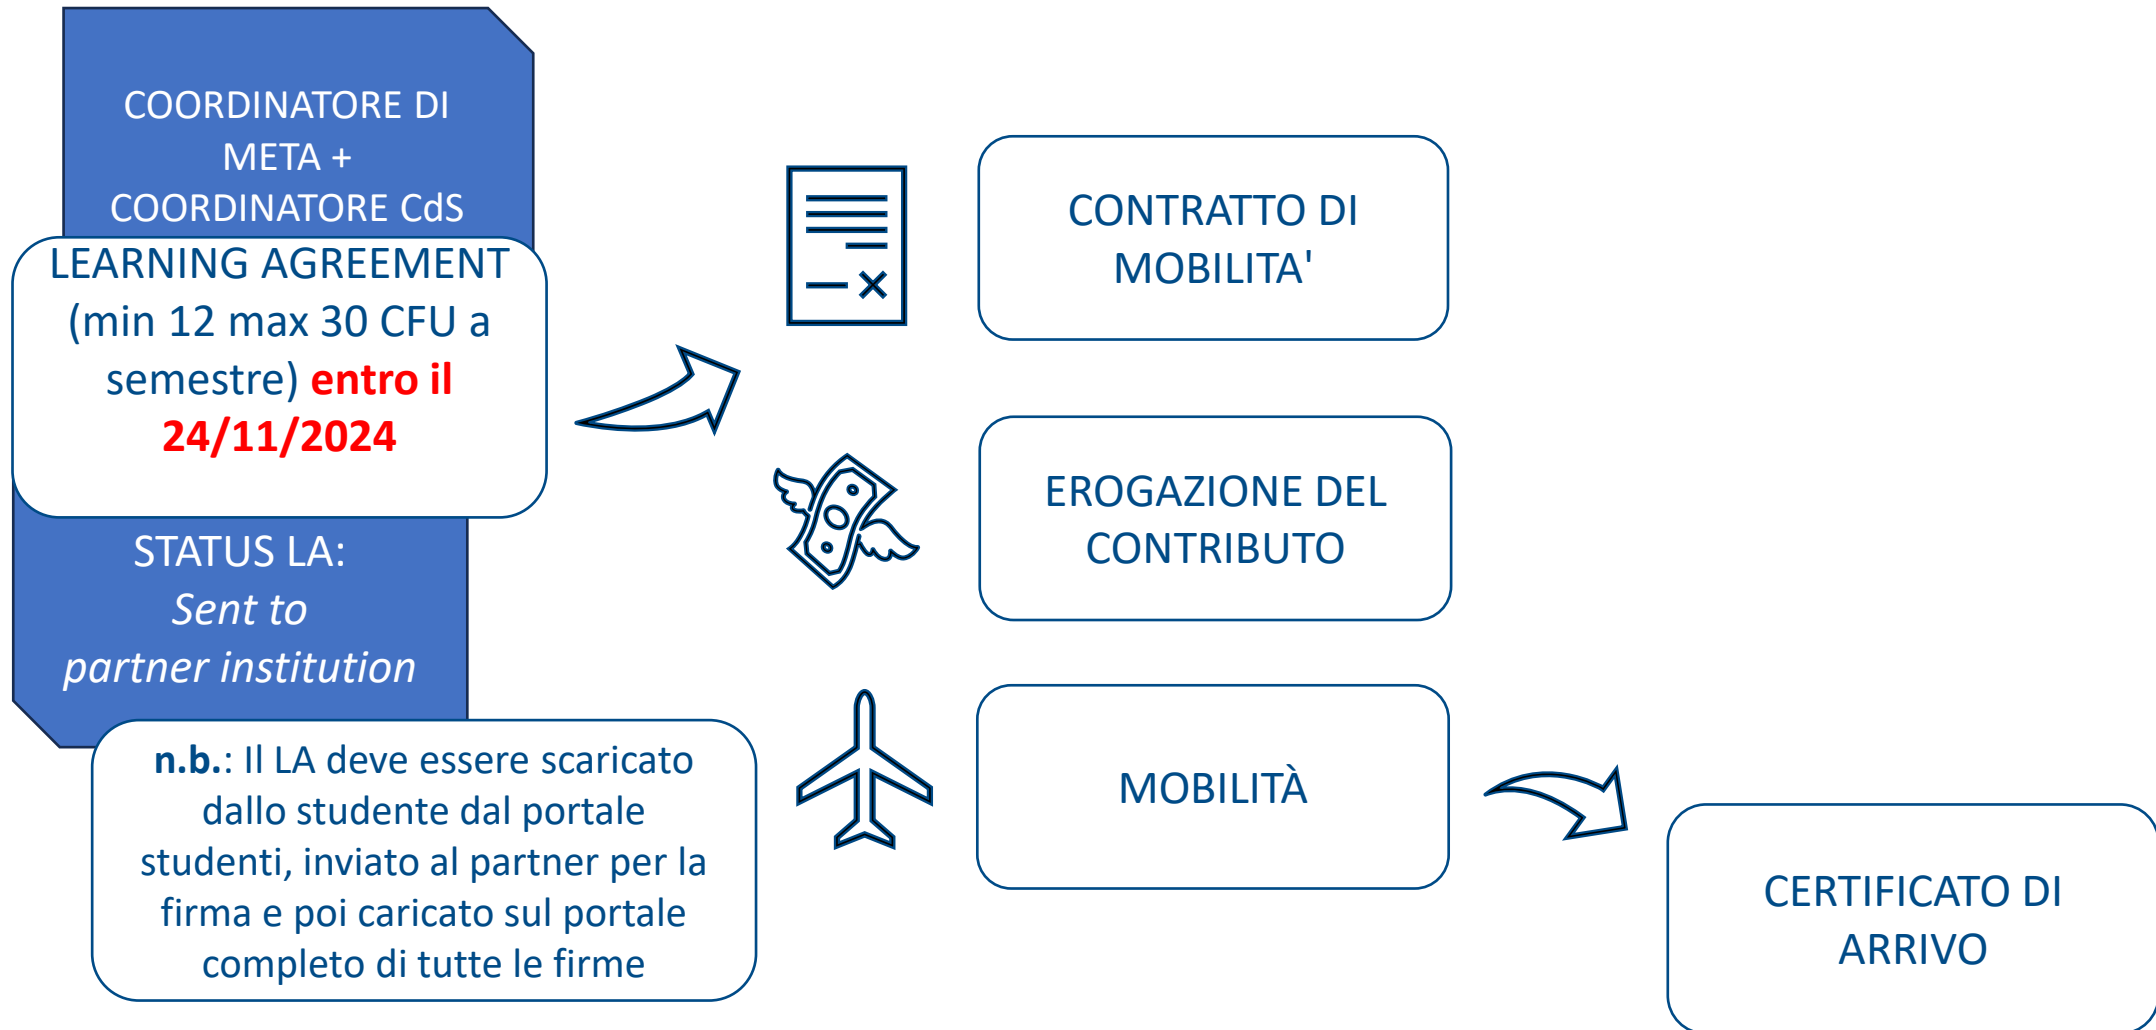 COORDINATORE DI
META +
COORDINATORE CdS
LEARNING AGREEMENT
(min 12 max 30 CFU a
semestre) entro il
24/11/2024
STATUS LA:
Sent to
partner institution
n.b.: Il LA deve essere scaricato
dallo studente dal portale
studenti, inviato al partner per la
firma e poi caricato sul portale
completo di tutte le firme
CONTRATTO DI
MOBILITA'
EROGAZIONE DEL
CONTRIBUTO
MOBILITÀ
CERTIFICATO DI
ARRIVO